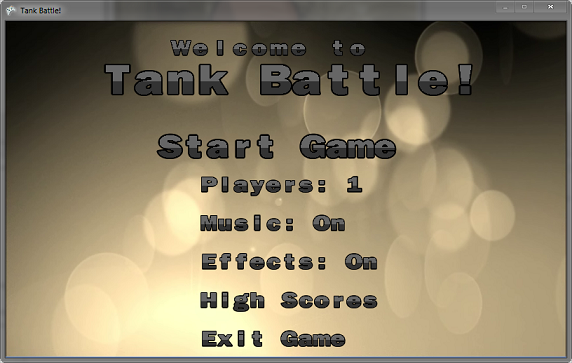 Tank Battle!
Welcome to
Tank Battle!
Start Game
Players: 1
Music: On
Effects: On
High Scores
Exit Game